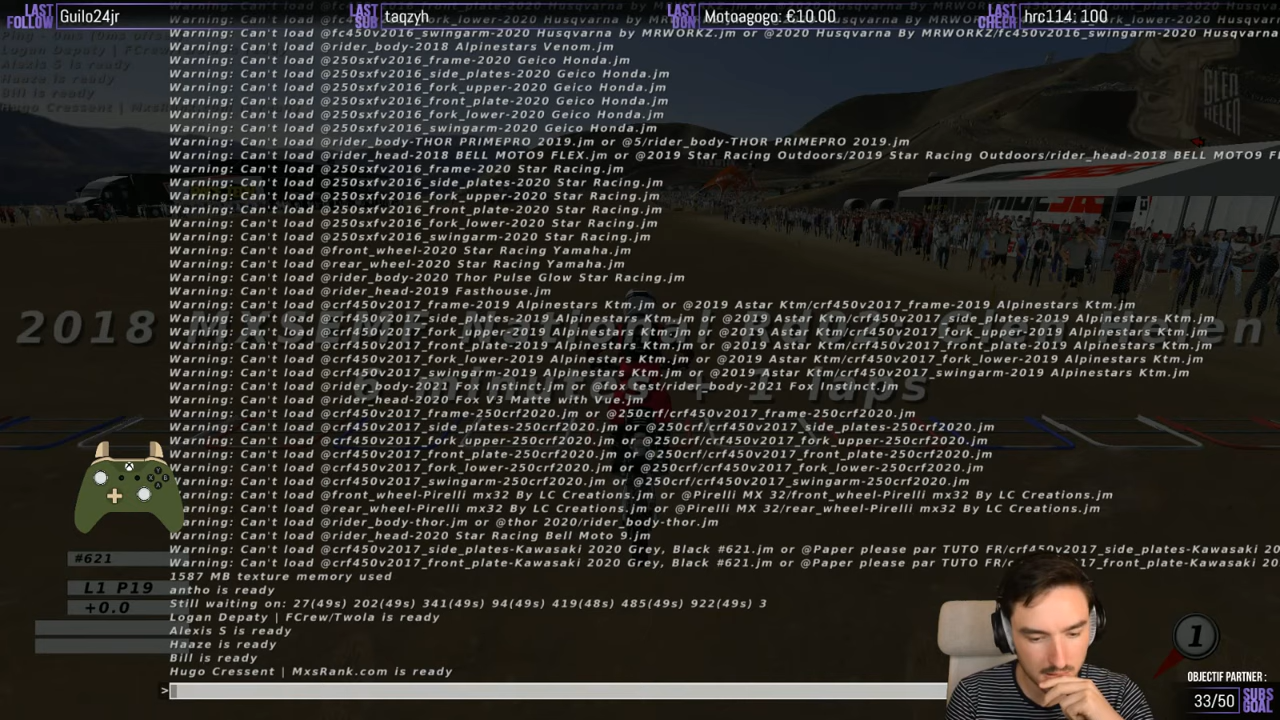 LAST FOLLOW Guilo24jr
LAST SUB taqzyh
LAST DON Motoagogo: €10.00
LAST CHEER hrc114: 100
Warning: Can't load @fc450v2016_swingarm-2020 Husqvarna by MRWORKZ.jm or @2020 Husqvarna By MRWORKZ/fc450v2016_swingarm-2020 Husqvarna
Warning: Can't load @rider_body-2018 Alpinestars Venom.jm
Warning: Can't load @250sxfv2016_frame-2020 Geico Honda.jm
Warning: Can't load @250sxfv2016_side_plates-2020 Geico Honda.jm
Warning: Can't load @250sxfv2016_fork_upper-2020 Geico Honda.jm
Warning: Can't load @250sxfv2016_front_plate-2020 Geico Honda.jm
Warning: Can't load @250sxfv2016_fork_lower-2020 Geico Honda.jm
Warning: Can't load @250sxfv2016_swingarm-2020 Geico Honda.jm
Warning: Can't load @rider_body-THOR PRIMEPRO 2019.jm or @5/rider_body-THOR PRIMEPRO 2019.jm
Warning: Can't load @rider_head-2018 BELL MOTO9 FLEX.jm or @2019 Star Racing Outdoors/2019 Star Racing Outdoors/rider_head-2018 BELL MOTO9 FL
Warning: Can't load @250sxfv2016_frame-2020 Star Racing.jm
Warning: Can't load @250sxfv2016_side_plates-2020 Star Racing.jm
Warning: Can't load @250sxfv2016_fork_upper-2020 Star Racing.jm
Warning: Can't load @250sxfv2016_front_plate-2020 Star Racing.jm
Warning: Can't load @250sxfv2016_fork_lower-2020 Star Racing.jm
Warning: Can't load @250sxfv2016_swingarm-2020 Star Racing.jm
Warning: Can't load @front_wheel-2020 Star Racing Yamaha.jm
Warning: Can't load @rear_wheel-2020 Star Racing Yamaha.jm
Warning: Can't load @rider_body-2020 Thor Pulse Glow Star Racing.jm
Warning: Can't load @rider_head-2019 Fasthouse.jm
Warning: Can't load @crf450v2017_frame-2019 Alpinestars Ktm.jm or @2019 Astar Ktm/crf450v2017_frame-2019 Alpinestars Ktm.jm
Warning: Can't load @crf450v2017_side_plates-2019 Alpinestars Ktm.jm or @2019 Astar Ktm/crf450v2017_side_plates-2019 Alpinestars Ktm.jm
Warning: Can't load @crf450v2017_fork_upper-2019 Alpinestars Ktm.jm or @2019 Astar Ktm/crf450v2017_fork_upper-2019 Alpinestars Ktm.jm
Warning: Can't load @crf450v2017_front_plate-2019 Alpinestars Ktm.jm or @2019 Astar Ktm/crf450v2017_front_plate-2019 Alpinestars Ktm.jm
Warning: Can't load @crf450v2017_fork_lower-2019 Alpinestars Ktm.jm or @2019 Astar Ktm/crf450v2017_fork_lower-2019 Alpinestars Ktm.jm
Warning: Can't load @crf450v2017_swingarm-2019 Alpinestars Ktm.jm or @2019 Astar Ktm/crf450v2017_swingarm-2019 Alpinestars Ktm.jm
Warning: Can't load @rider_body-2021 Fox Instinct.jm or @fox test/rider_body-2021 Fox Instinct.jm
Warning: Can't load @rider_head-2020 Fox V3 Matte with Vue.jm
Warning: Can't load @crf450v2017_frame-250crf2020.jm or @250crf/crf450v2017_frame-250crf2020.jm
Warning: Can't load @crf450v2017_side_plates-250crf2020.jm or @250crf/crf450v2017_side_plates-250crf2020.jm
Warning: Can't load @crf450v2017_fork_upper-250crf2020.jm or @250crf/crf450v2017_fork_upper-250crf2020.jm
Warning: Can't load @crf450v2017_front_plate-250crf2020.jm or @250crf/crf450v2017_front_plate-250crf2020.jm
Warning: Can't load @crf450v2017_fork_lower-250crf2020.jm or @250crf/crf450v2017_fork_lower-250crf2020.jm
Warning: Can't load @crf450v2017_swingarm-250crf2020.jm or @250crf/crf450v2017_swingarm-250crf2020.jm
Warning: Can't load @front_wheel-Pirelli mx32 By LC Creations.jm or @Pirelli MX 32/front_wheel-Pirelli mx32 By LC Creations.jm
Warning: Can't load @rear_wheel-Pirelli mx32 By LC Creations.jm or @Pirelli MX 32/rear_wheel-Pirelli mx32 By LC Creations.jm
Warning: Can't load @rider_body-thor.jm or @thor 2020/rider_body-thor.jm
Warning: Can't load @rider_head-2020 Star Racing Bell Moto 9.jm
Warning: Can't load @crf450v2017_side_plates-Kawasaki 2020 Grey, Black #621.jm or @Paper please par TUTO FR/crf450v2017_side_plates-Kawasaki 20
Warning: Can't load @crf450v2017_front_plate-Kawasaki 2020 Grey, Black #621.jm or @Paper please par TUTO FR/crf450v2017_front_plate-Kawasaki 20
1587 MB texture memory used
antho is ready
Still waiting on: 27(49s) 202(49s) 341(49s) 94(49s) 419(48s) 485(49s) 922(49s) 3
Logan Depaty | FCrew/Twola is ready
Alexis S is ready
Haaze is ready
Bill is ready
Hugo Cressent | MxsRank.com is ready
>
#621
L1 P19
+0.0
1
OBJECTIF PARTNER :
33/50 SUBS GOAL
GLEN HELEN